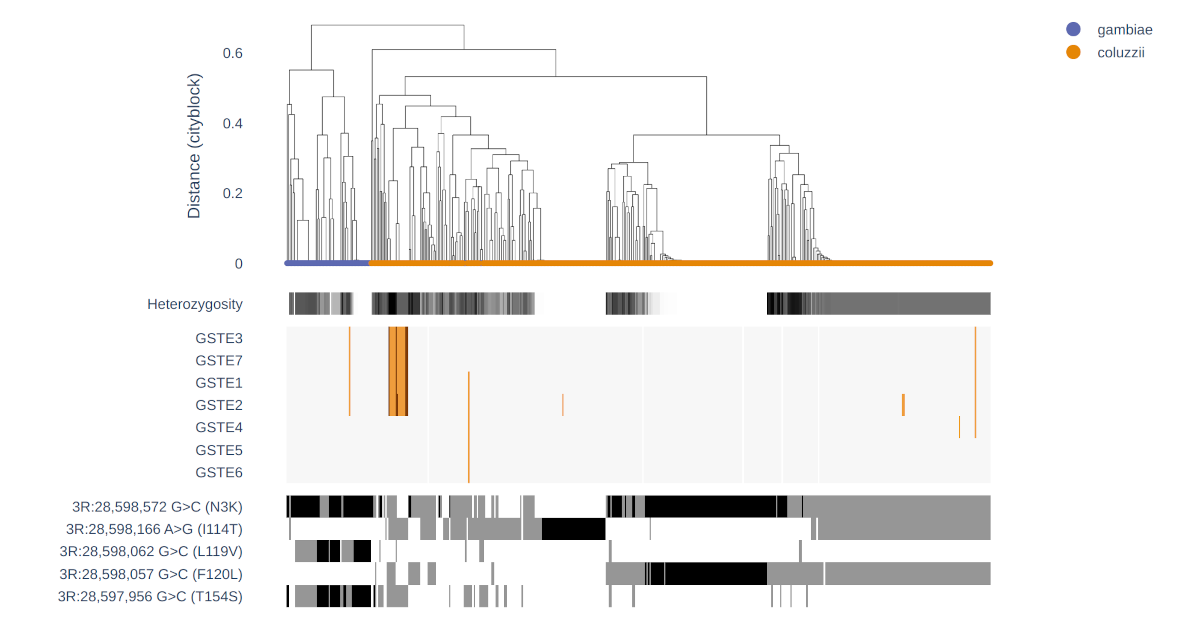 gambiae
coluzzii
Distance (cityblock)
0.6
0.4
0.2
0
Heterozygosity
GSTE3
GSTE7
GSTE1
GSTE2
GSTE4
GSTE5
GSTE6
3R:28,598,572 G>C (N3K)
3R:28,598,166 A>G (I114T)
3R:28,598,062 G>C (L119V)
3R:28,598,057 G>C (F120L)
3R:28,597,956 G>C (T154S)